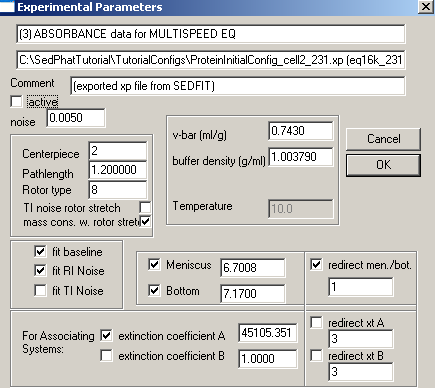 Experimental Parameters
(3) ABSORBANCE data for MULTISPEED EQ
C:\SedPhatTutorial\TutorialConfigs\ProteinInitialConfig_cell2_231.xp (eq16k_231
Comment (exported xp file from SEDFIT)
active
noise 0.0050
Centerpiece 2
Pathlength 1.200000
Rotor type 8
TI noise rotor stretch
mass cons. w. rotor stret
v-bar (ml/g) 0.7430
buffer density (g/ml) 1.003790
Temperature 10.0
Cancel
OK
fit baseline
fit RI Noise
fit TI Noise
Meniscus 6.7008
Bottom 7.1700
redirect men./bot.
1
For Associating Systems:
extinction coefficient A 45105.351
extinction coefficient B 1.0000
redirect xt A
3
redirect xt B
3